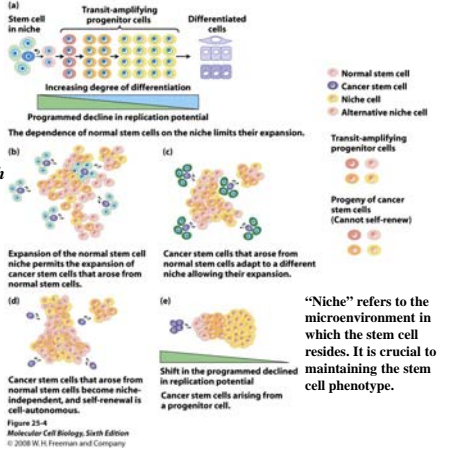 (a)
Stem cell
in niche
Transit-amplifying
progenitor cells
Differentiated
cells
Increasing degree of differentiation
Programmed decline in replication potential
The dependence of normal stem cells on the niche limits their expansion.
Normal stem cell
Cancer stem cell
Niche cell
Alternative niche cell
Transit-amplifying
progenitor cells
Progeny of cancer
stem cells
(Cannot self-renew)
h
(b)
Expansion of the normal stem cell
niche permits the expansion of
cancer stem cells that arose from
normal stem cells.
(c)
Cancer stem cells that arose from
normal stem cells adapt to a different
niche allowing their expansion.
(d)
Cancer stem cells that arose from
normal stem cells become niche-
independent, and self-renewal is
cell-autonomous.
(e)
Shift in the programmed declined
in replication potential
Cancer stem cells arising from
a progenitor cell.
“Niche” refers to the
microenvironment in
which the stem cell
resides. It is crucial to
maintaining the stem
cell phenotype.
Figure 25-4
Molecular Cell Biology, Sixth Edition
© 2008 W. H. Freeman and Company